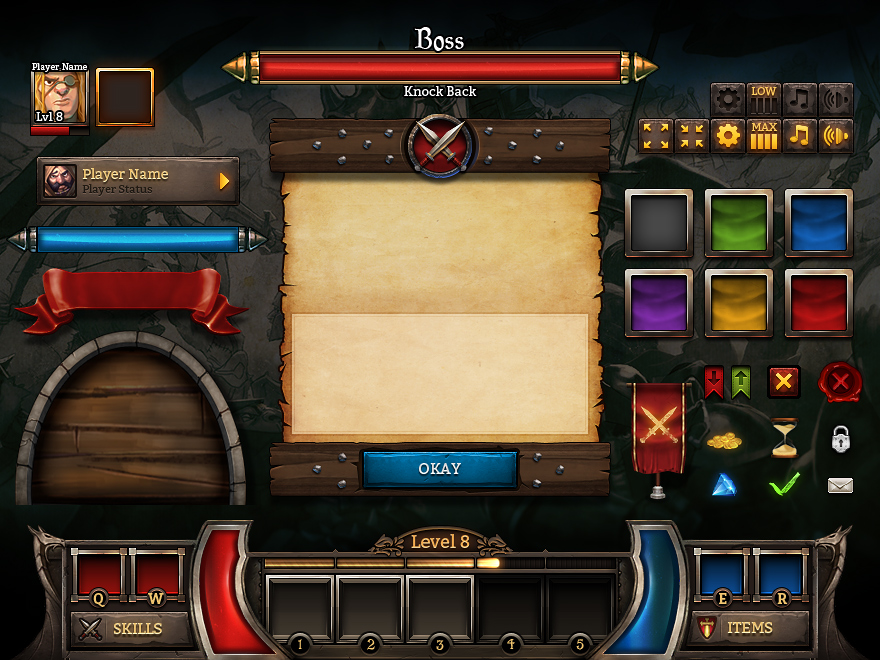 Boss
Knock Back
Player Name
Lvl 8
LOW
MAX
Player Name
Player Status
OKAY
Level 8
Q
W
E
R
SKILLS
1
2
3
4
5
ITEMS